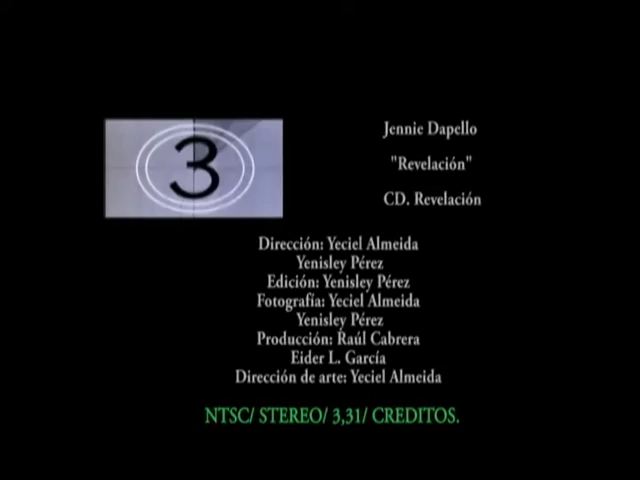 3
Jennie Dapello
"Revelación"
CD. Revelación
Dirección: Yeciel Almeida
Yenisley Pérez
Edición: Yenisley Pérez
Fotografía: Yeciel Almeida
Yenisley Pérez
Producción: Raúl Cabrera
Eider L. García
Dirección de arte: Yeciel Almeida
NTSC/ STEREO/ 3,31/ CREDITOS.